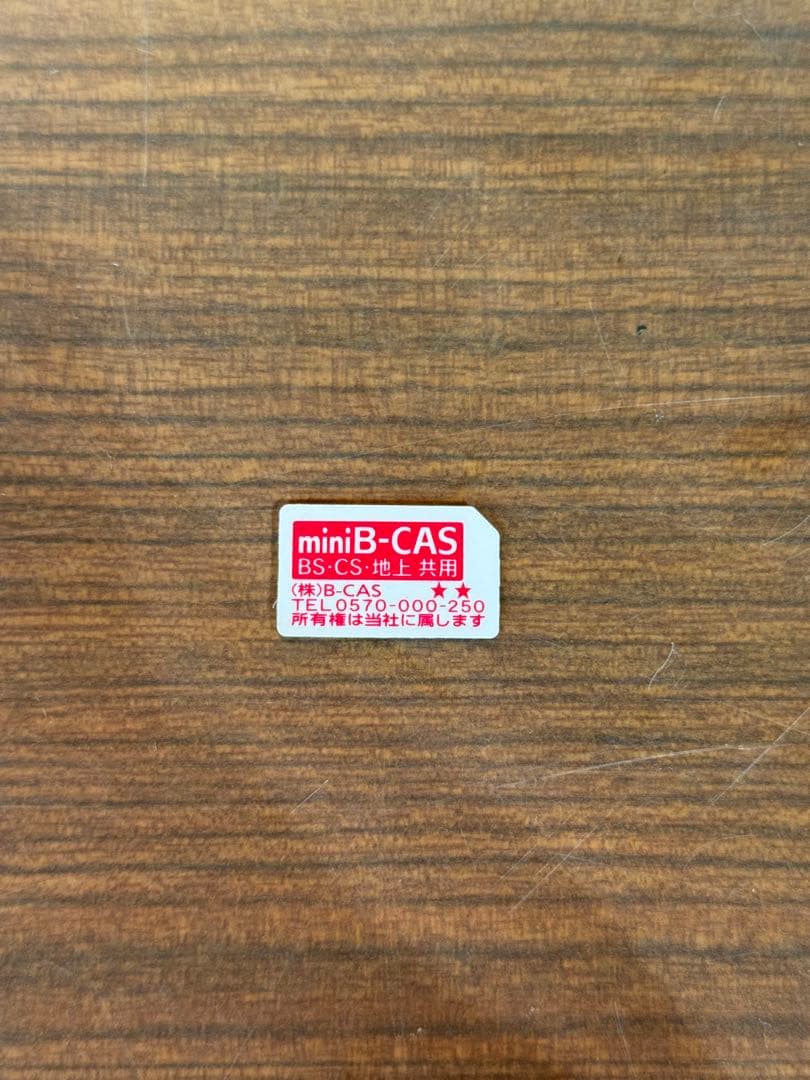 miniB-CAS
BS・CS・地上 共用
(株)B-CAS ★★
TEL 0570-000-250
所有権は当社に属します